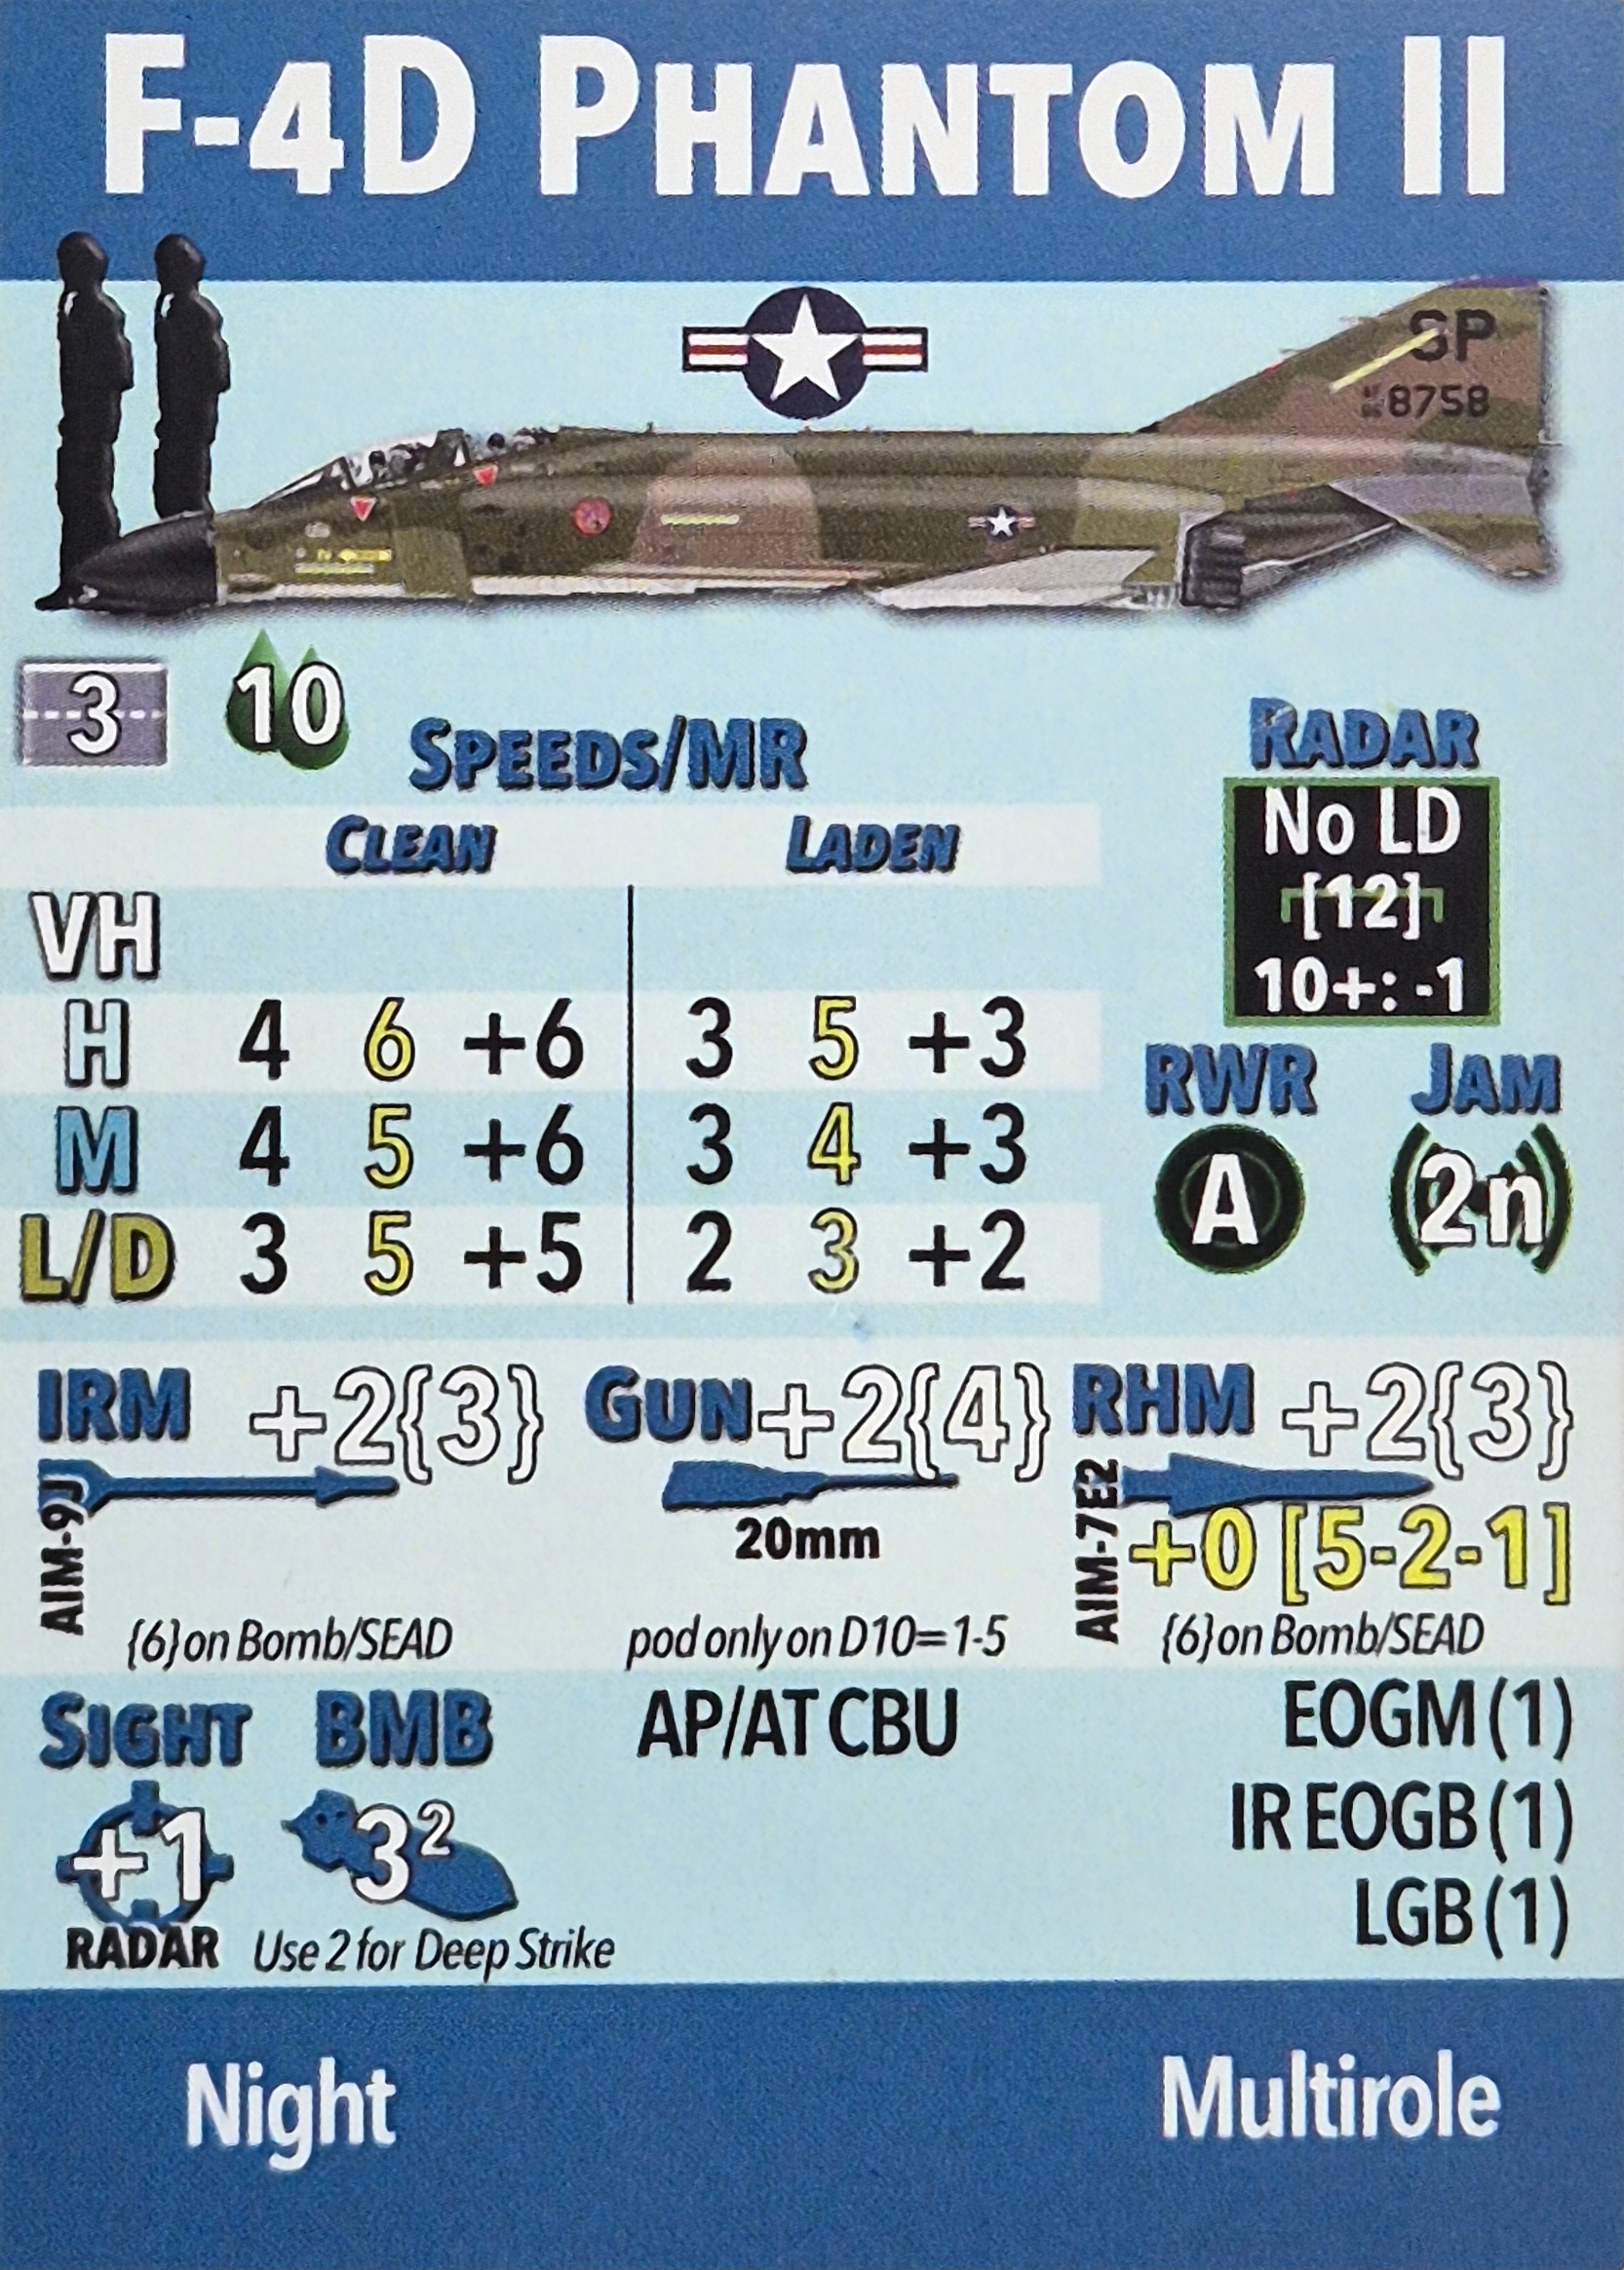 F-4D PHANTOM II
SP
8758
3 10
SPEEDS/MR
RADAR
No LD
[12]
10+: -1
CLEAN LADEN
VH
H 4 6 +6 3 5 +3
M 4 5 +6 3 4 +3
L/D 3 5 +5 2 3 +2
RWR JAM
A 2n
IRM +2{3}
AIM-9J
{6} on Bomb/SEAD
GUN +2{4}
20mm
pod only on D10=1-5
RHM +2{3}
AIM-7E2
+0 [5-2-1]
{6} on Bomb/SEAD
SIGHT BMB
+1 3²
RADAR Use 2 for Deep Strike
AP/AT CBU
EOGM (1)
IR EOGB (1)
LGB (1)
Night Multirole